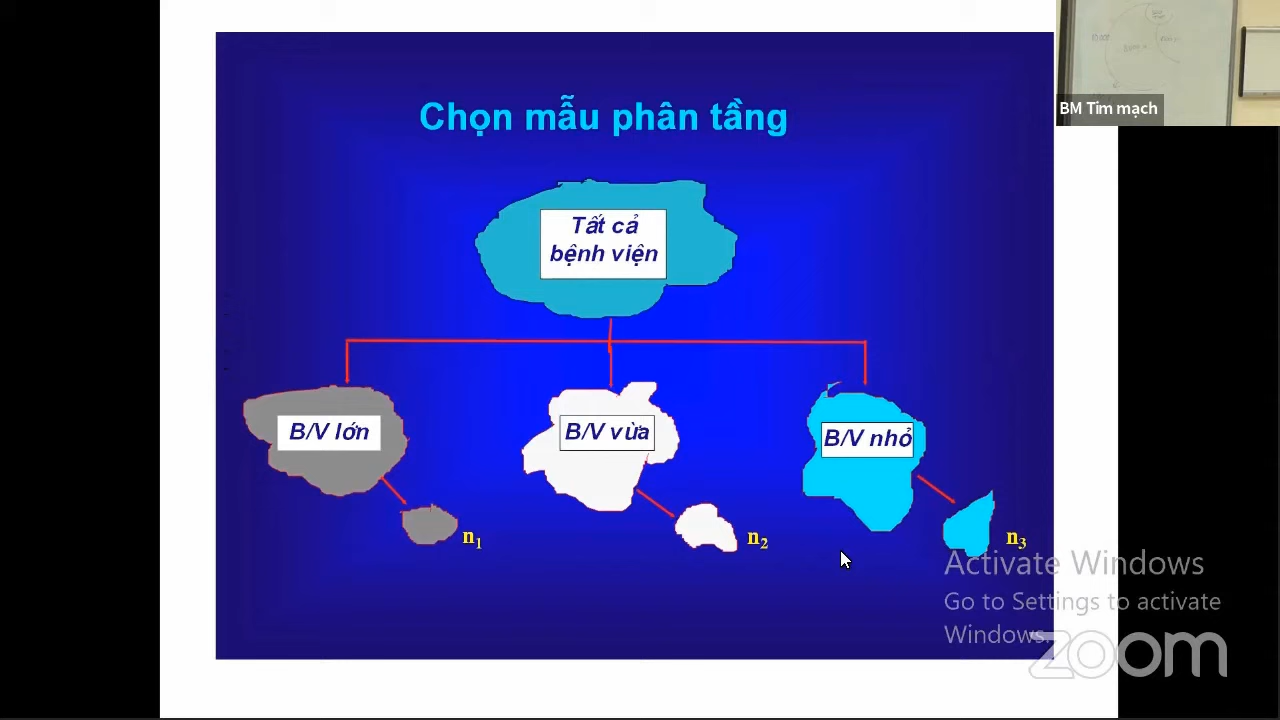 Chọn mẫu phân tầng
BM Tim mạch
Tất cả
bệnh viện
B/V lớn
B/V vừa
B/V nhỏ
n1
n2
n3
Activate Windows
Go to Settings to activate
Windows.
zoom